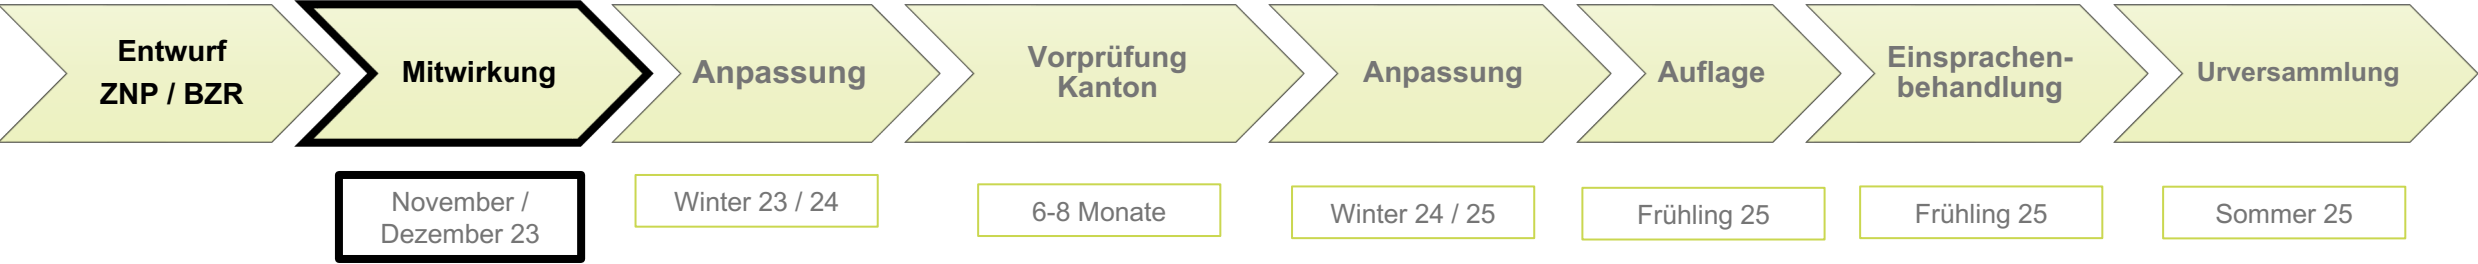 Entwurf
ZNP / BZR
Mitwirkung
Anpassung
Vorprüfung
Kanton
Anpassung
Auflage
Einsprachen-
behandlung
Urversammlung
November /
Dezember 23
Winter 23 / 24
6-8 Monate
Winter 24 / 25
Frühling 25
Frühling 25
Sommer 25